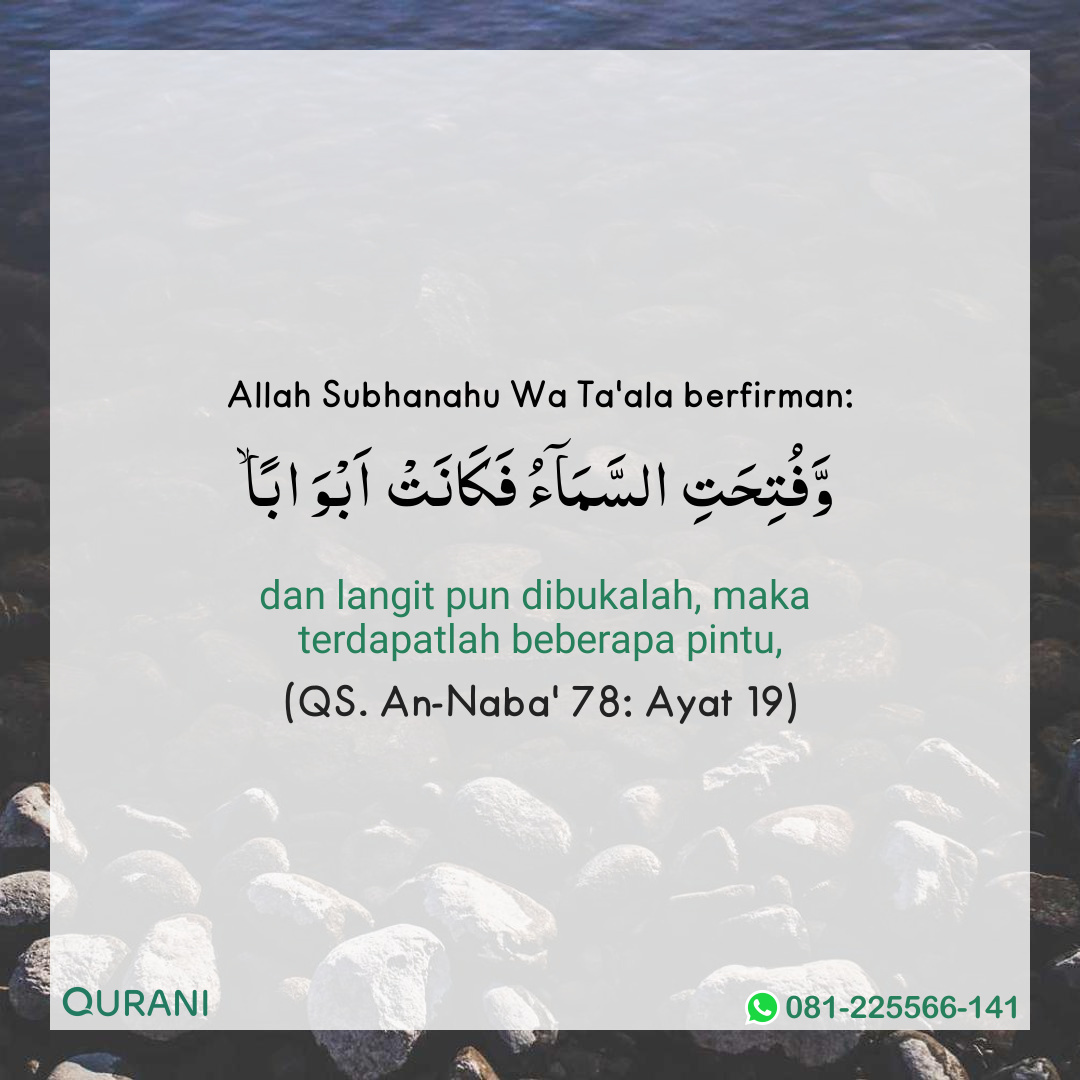 Allah Subhanahu Wa Ta'ala berfirman:
وَّفُتِحَتِ السَّمَاۤءُ فَكَانَتْ اَبْوَابًاۙ
dan langit pun dibukalah, maka
terdapatlah beberapa pintu,
(QS. An-Naba' 78: Ayat 19)
QURANI
081-225566-141